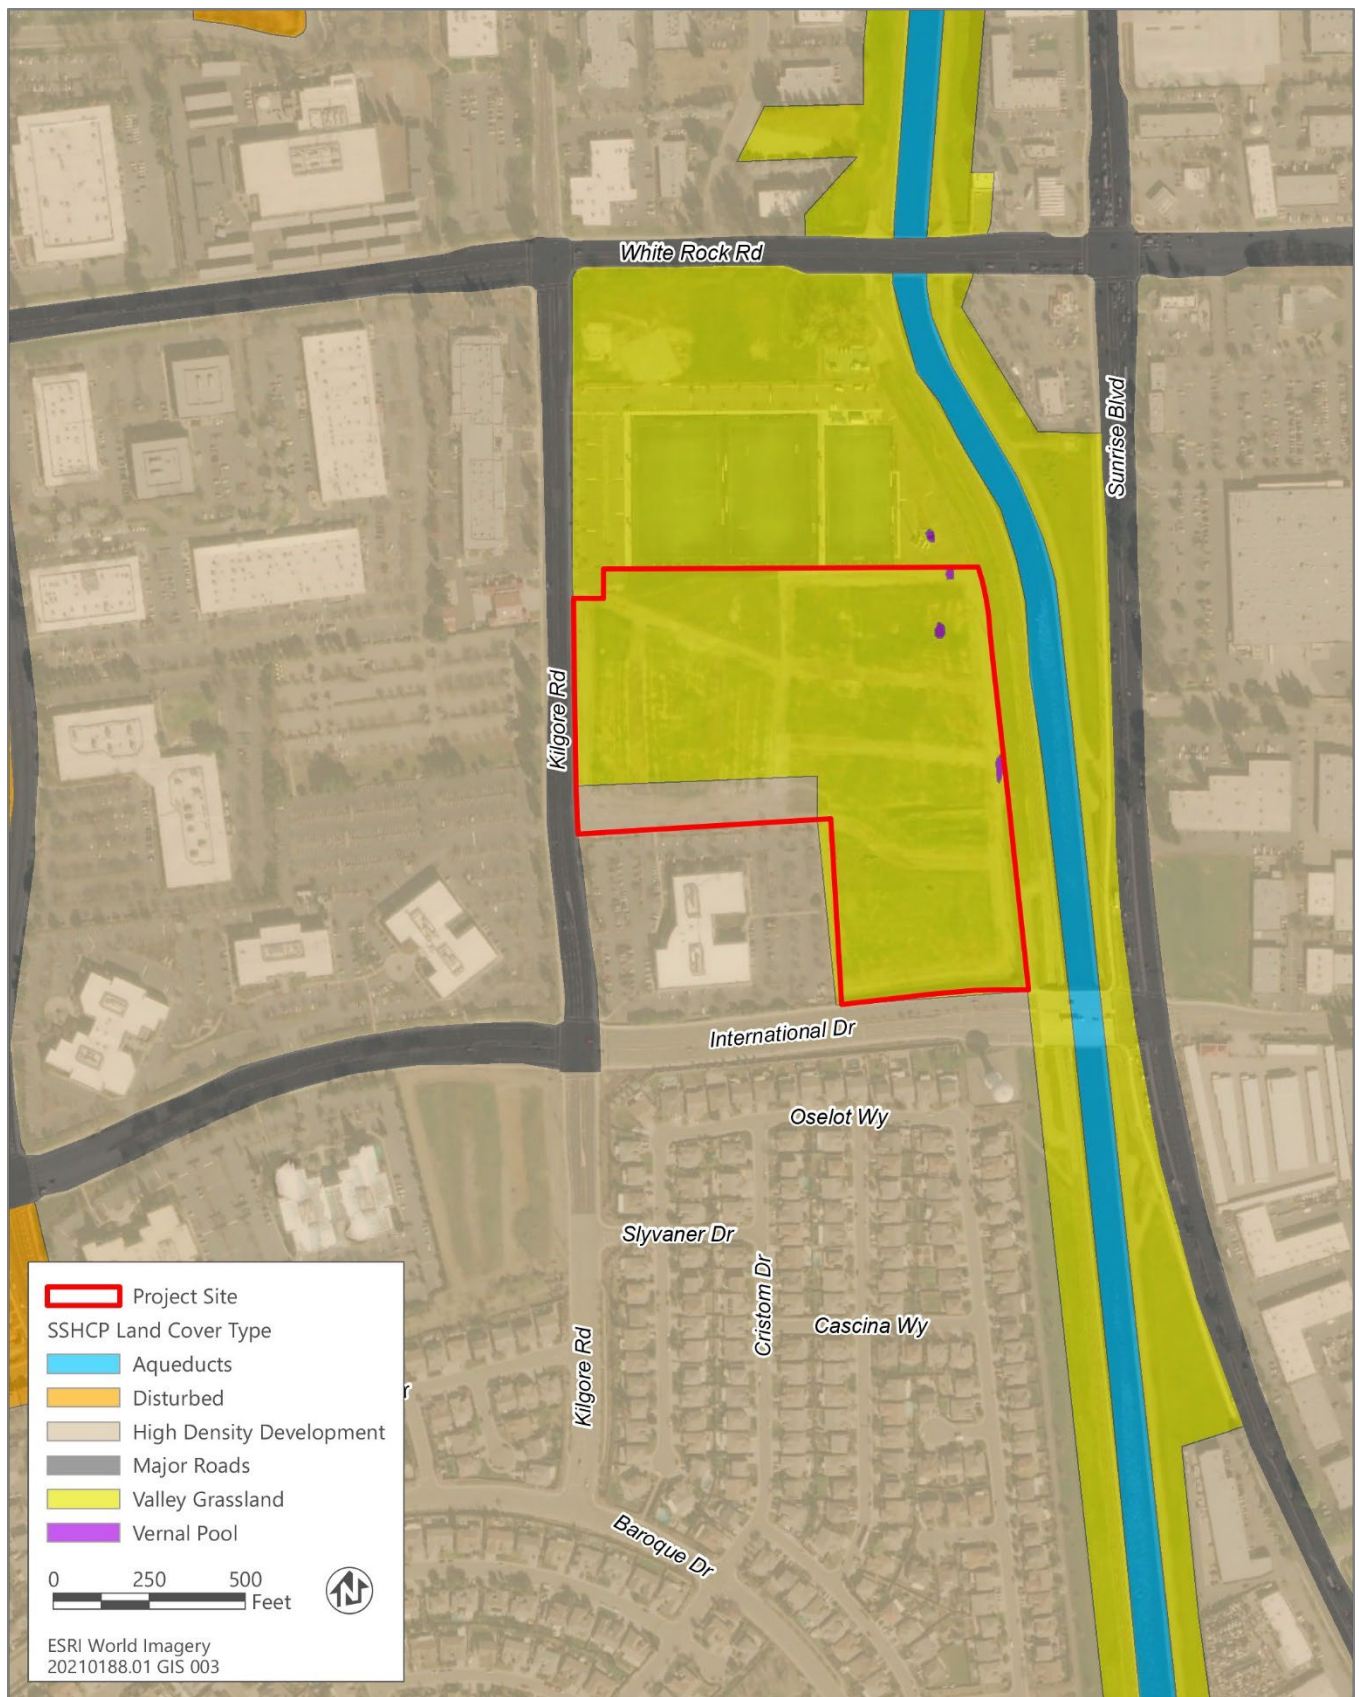 White Rock Rd
Sunrise Blvd
Kilgore Rd
International Dr
Oselot Wy
Slyvaner Dr
Cristom Dr
Cascina Wy
Kilgore Rd
Baroque Dr
Project Site
SSHCP Land Cover Type
Aqueducts
Disturbed
High Density Development
Major Roads
Valley Grassland
Vernal Pool
0 250 500
Feet
N
ESRI World Imagery
20210188.01 GIS 003